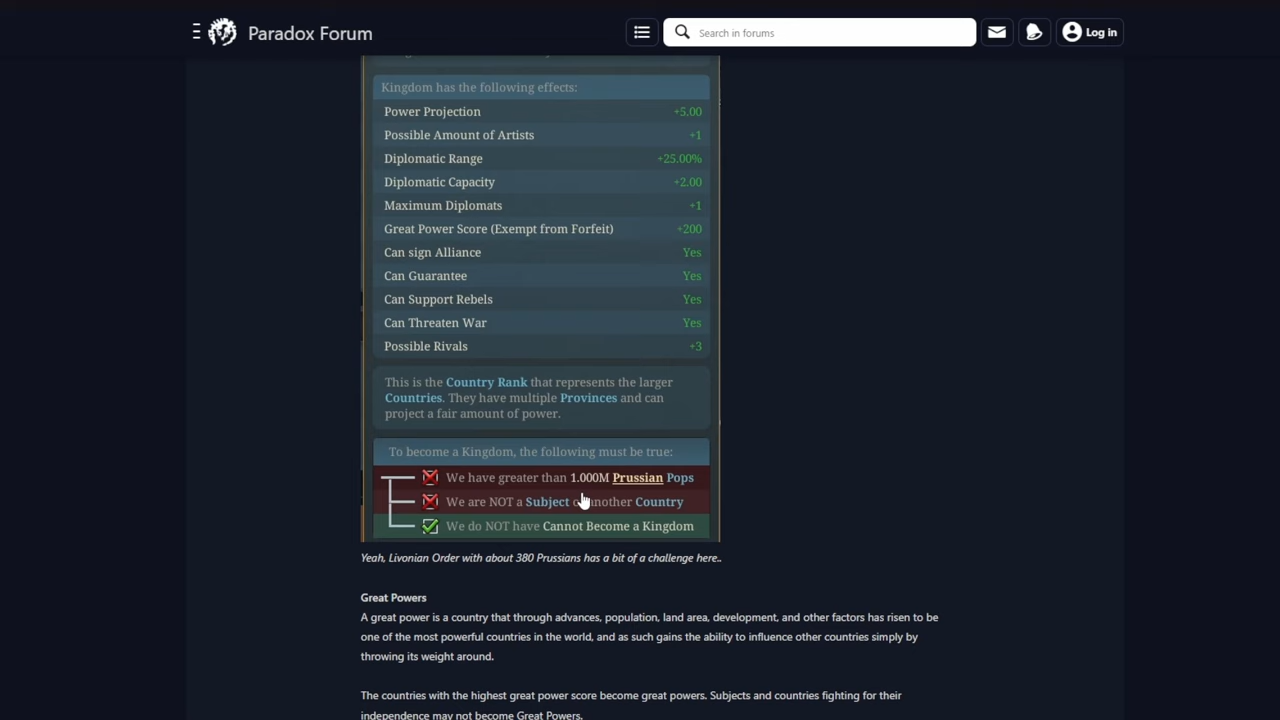 Paradox Forum
Search in forums
Log in
Kingdom has the following effects:
Power Projection +5.00
Possible Amount of Artists +1
Diplomatic Range +25.00%
Diplomatic Capacity +2.00
Maximum Diplomats +1
Great Power Score (Exempt from Forfeit) +200
Can sign Alliance Yes
Can Guarantee Yes
Can Support Rebels Yes
Can Threaten War Yes
Possible Rivals +3
This is the Country Rank that represents the larger
Countries. They have multiple Provinces and can
project a fair amount of power.
To become a Kingdom, the following must be true:
We have greater than 1.000M Prussian Pops
We are NOT a Subject of another Country
We do NOT have Cannot Become a Kingdom
Yeah, Livonian Order with about 380 Prussians has a bit of a challenge here..
Great Powers
A great power is a country that through advances, population, land area, development, and other factors has risen to be
one of the most powerful countries in the world, and as such gains the ability to influence other countries simply by
throwing its weight around.
The countries with the highest great power score become great powers. Subjects and countries fighting for their
independence may not become Great Powers.